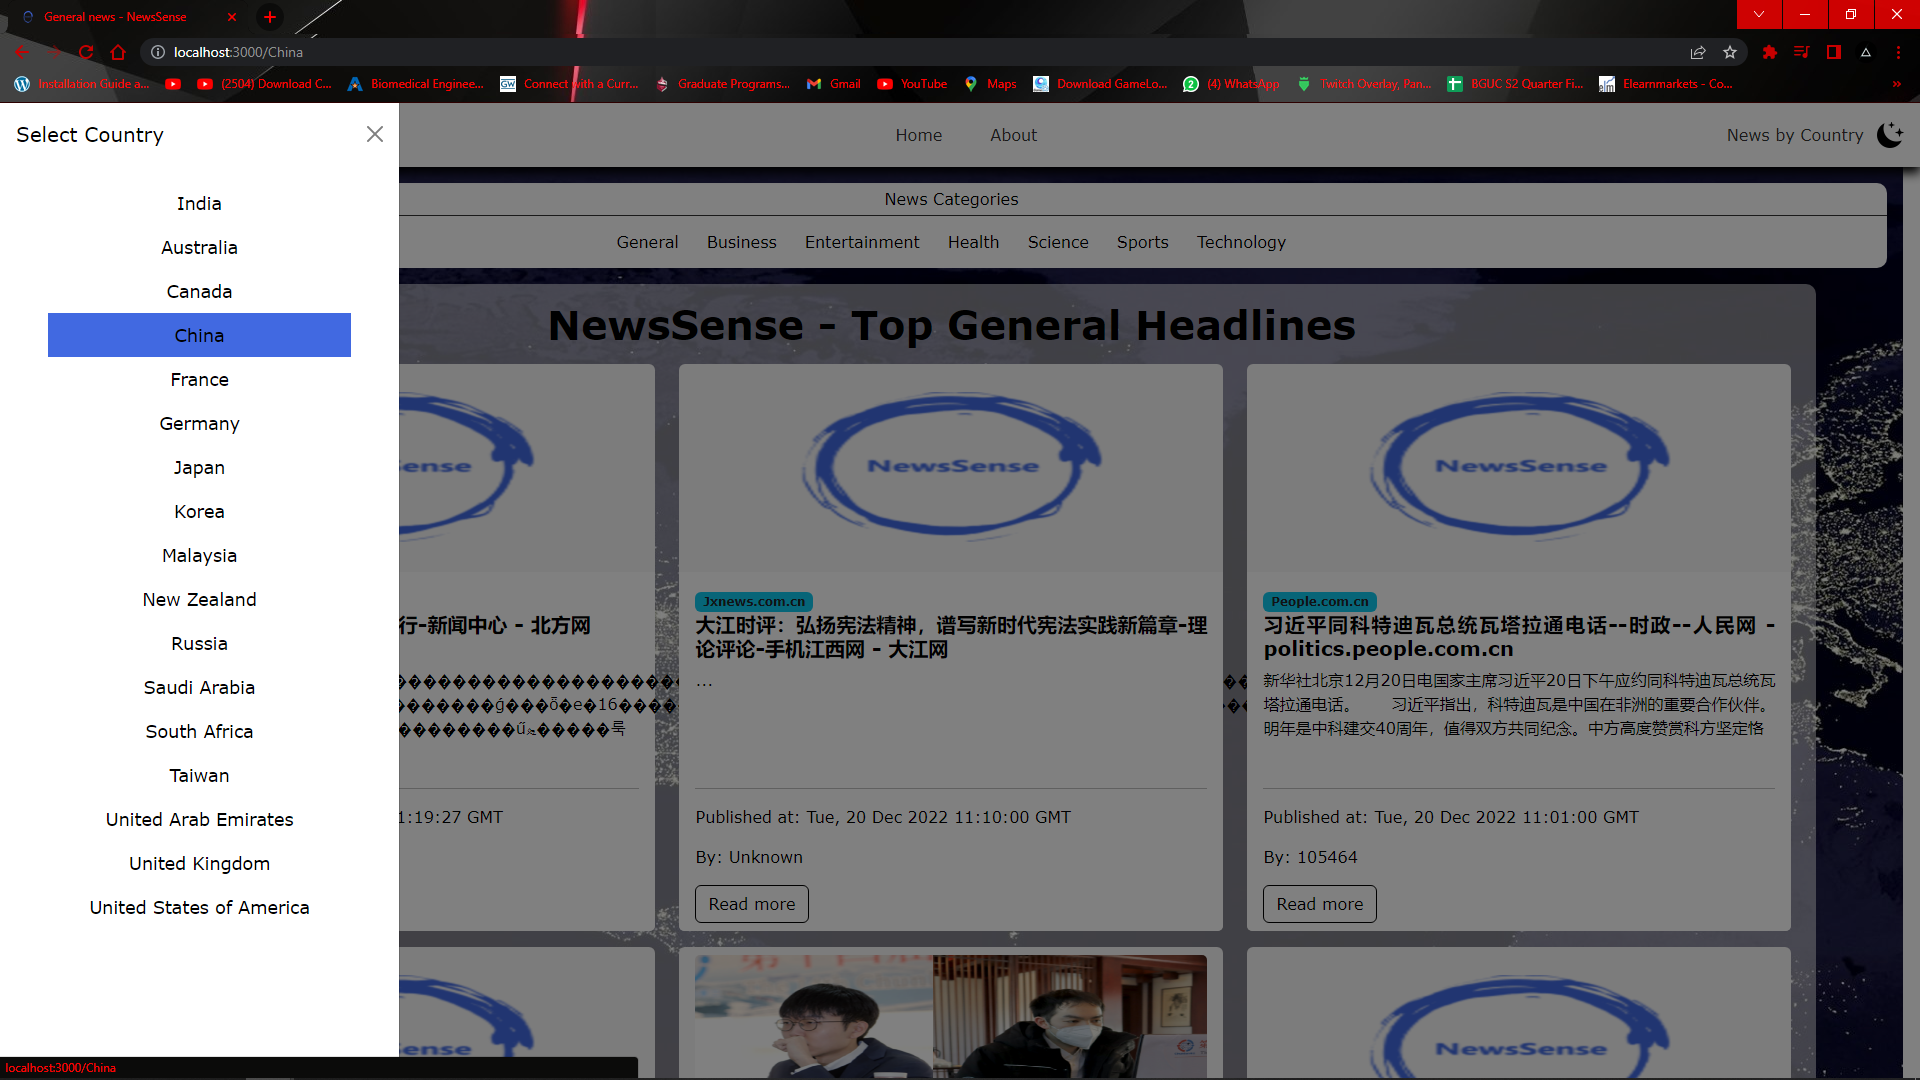 General news - NewsSense
localhost:3000/China
Installation Guide a...
(2504) Download C...
Biomedical Enginee...
Connect with a Curr...
Graduate Programs...
Gmail
YouTube
Maps
Download GameLo...
(4) WhatsApp
Twitch Overlay, Pan...
BGUC S2 Quarter Fi...
Elearnmarkets - Co...
Select Country
India
Australia
Canada
China
France
Germany
Japan
Korea
Malaysia
New Zealand
Russia
Saudi Arabia
South Africa
Taiwan
United Arab Emirates
United Kingdom
United States of America
Home
About
News by Country
News Categories
General
Business
Entertainment
Health
Science
Sports
Technology
NewsSense - Top General Headlines
ense
行-新闻中心 - 北方网
1:19:27 GMT
NewsSense
Jxnews.com.cn
大江时评：弘扬宪法精神，谱写新时代宪法实践新篇章-理
论评论-手机江西网 - 大江网
...
Published at: Tue, 20 Dec 2022 11:10:00 GMT
By: Unknown
Read more
NewsSense
People.com.cn
习近平同科特迪瓦总统瓦塔拉通电话--时政--人民网 -
politics.people.com.cn
新华社北京12月20日电国家主席习近平20日下午应约同科特迪瓦总统瓦
塔拉通电话。 习近平指出，科特迪瓦是中国在非洲的重要合作伙伴。
明年是中科建交40周年，值得双方共同纪念。中方高度赞赏科方坚定恪
Published at: Tue, 20 Dec 2022 11:01:00 GMT
By: 105464
Read more
ense
NewsSense
localhost:3000/China